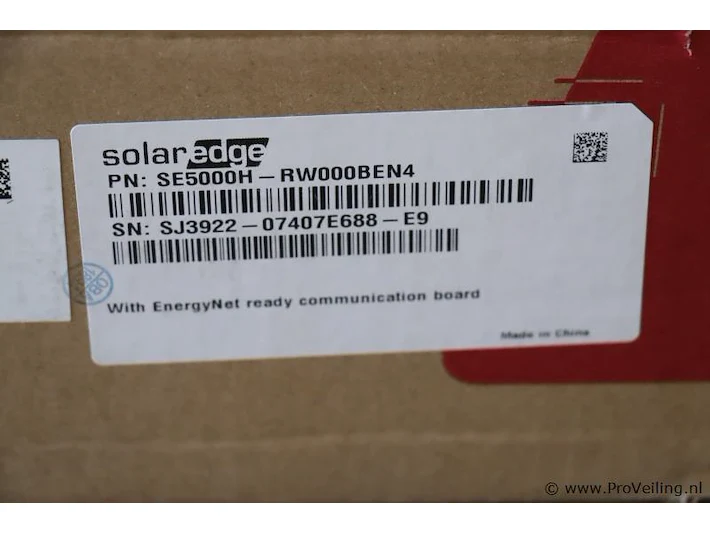 solaredge
PN: SE5000H-RW000BEN4
SN: SJ3922-07407E688-E9
With EnergyNet ready communication board
Made in China
© www.ProVeiling.nl